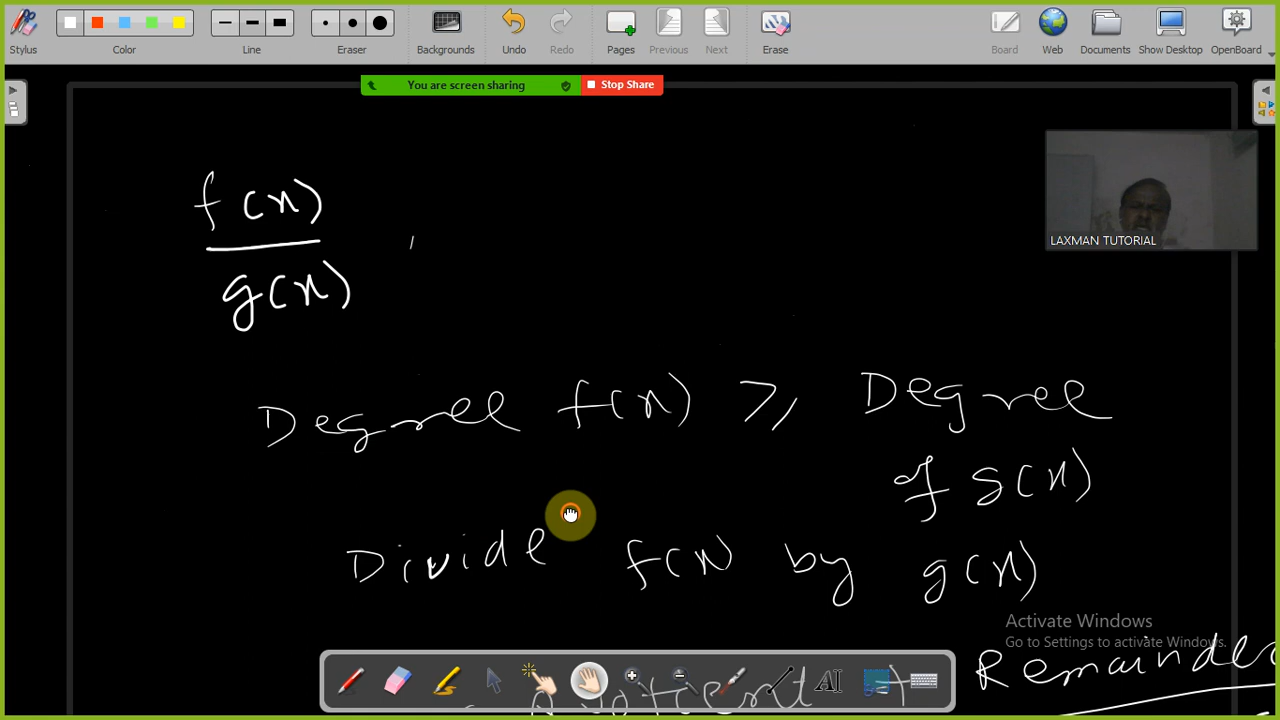 Stylus Color Line Eraser Backgrounds Undo Redo Pages Previous Next Erase Board Web Documents Show Desktop OpenBoard
You are screen sharing Stop Share
LAXMAN TUTORIAL
f(x)
g(x) ,
Degree f(x) ⩾ Degree
of g(x)
Divide f(x) by g(x)
Activate Windows
Go to Settings to activate Windows.
Quotient + Remainder